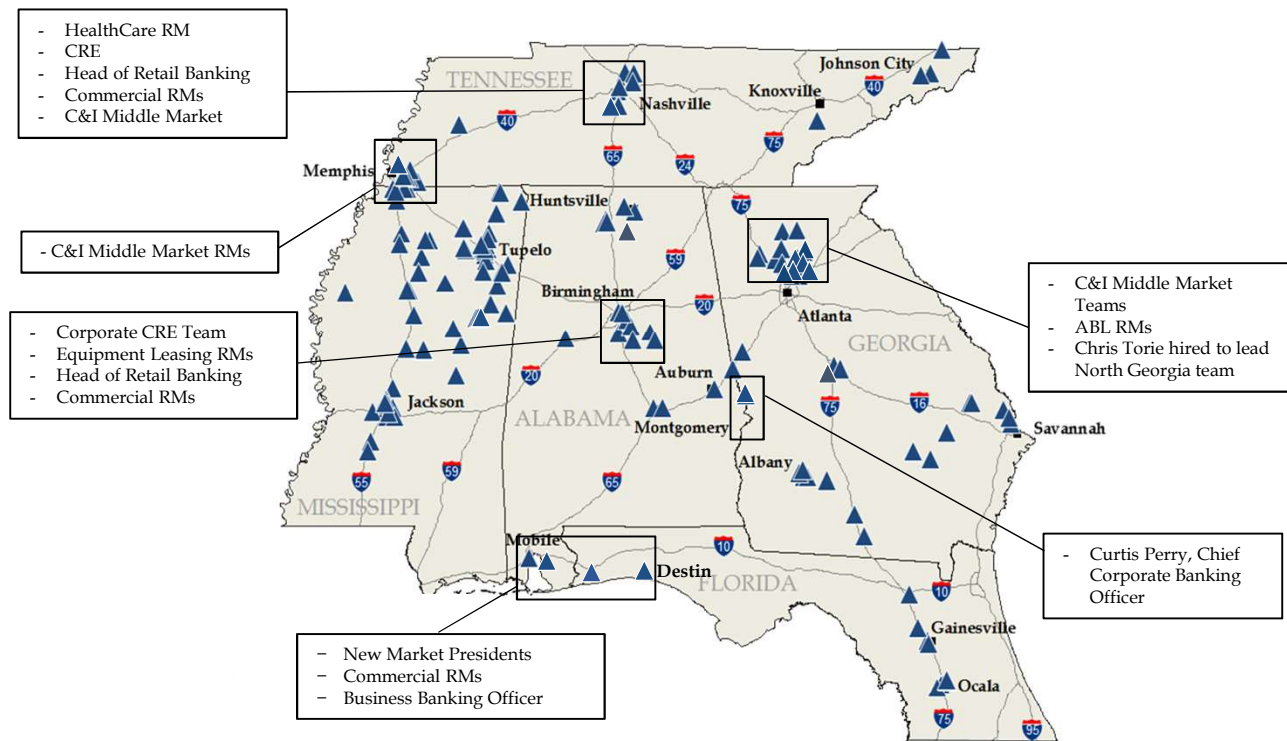 - HealthCare RM
- CRE
- Head of Retail Banking
- Commercial RMs
- C&I Middle Market
TENNESSEE
Johnson City
40
Knoxville
Nashville
40
75
65
24
Memphis
Huntsville
75
- C&I Middle Market RMs
Tupelo
59
- C&I Middle Market
Teams
- ABL RMs
- Chris Torie hired to lead
North Georgia team
Birmingham
20
Atlanta
- Corporate CRE Team
- Equipment Leasing RMs
- Head of Retail Banking
- Commercial RMs
GEORGIA
Auburn
20
75
16
Jackson
ALABAMA
Montgomery
Savannah
Albany
55
59
65
MISSISSIPPI
Mobile
10
- Curtis Perry, Chief
Corporate Banking
Officer
Destin
FLORIDA
10
Gainesville
− New Market Presidents
− Commercial RMs
− Business Banking Officer
Ocala
75
95